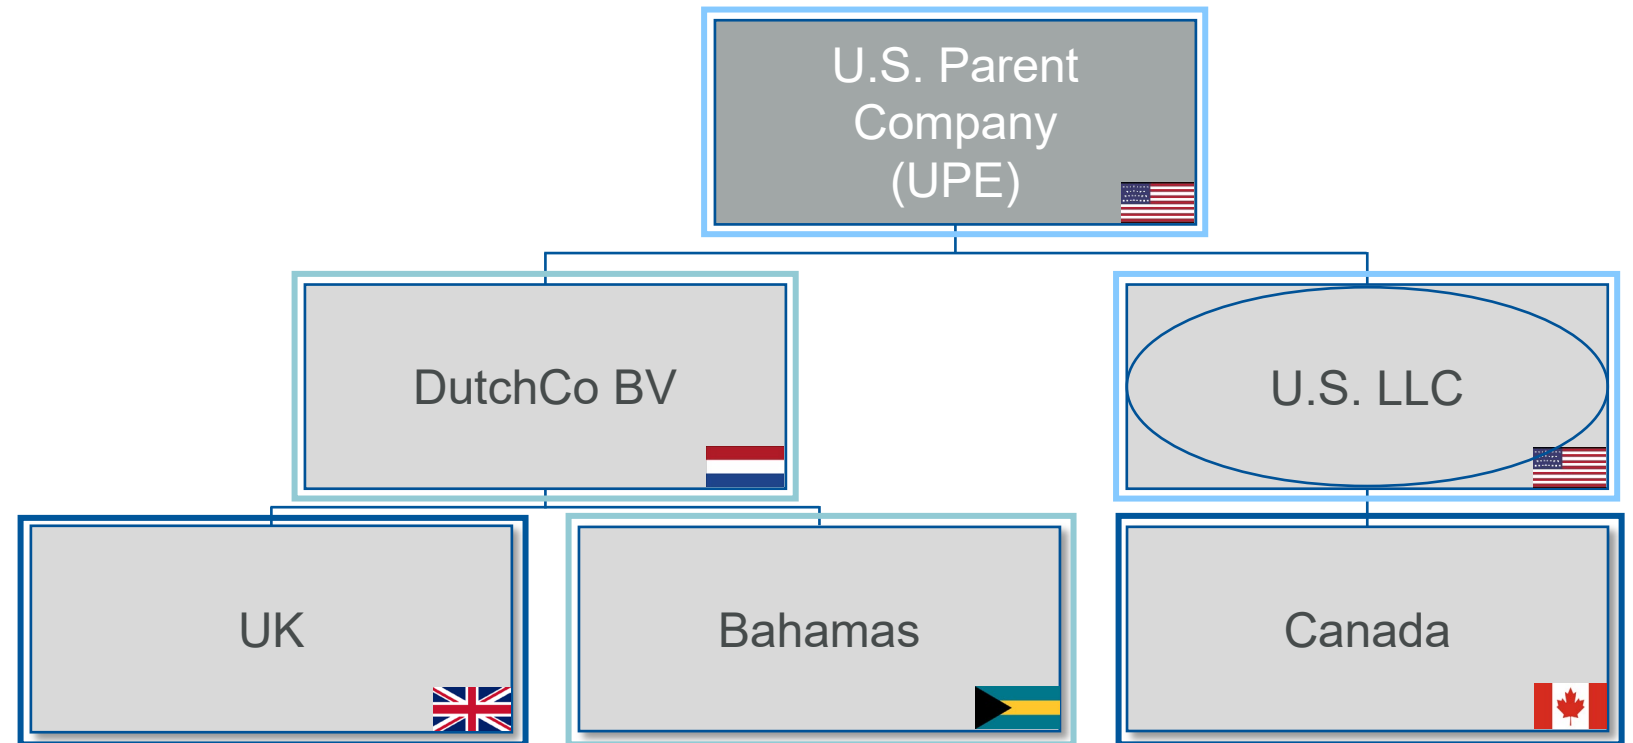 U.S. Parent
Company
(UPE)
DutchCo BV
U.S. LLC
UK
Bahamas
Canada